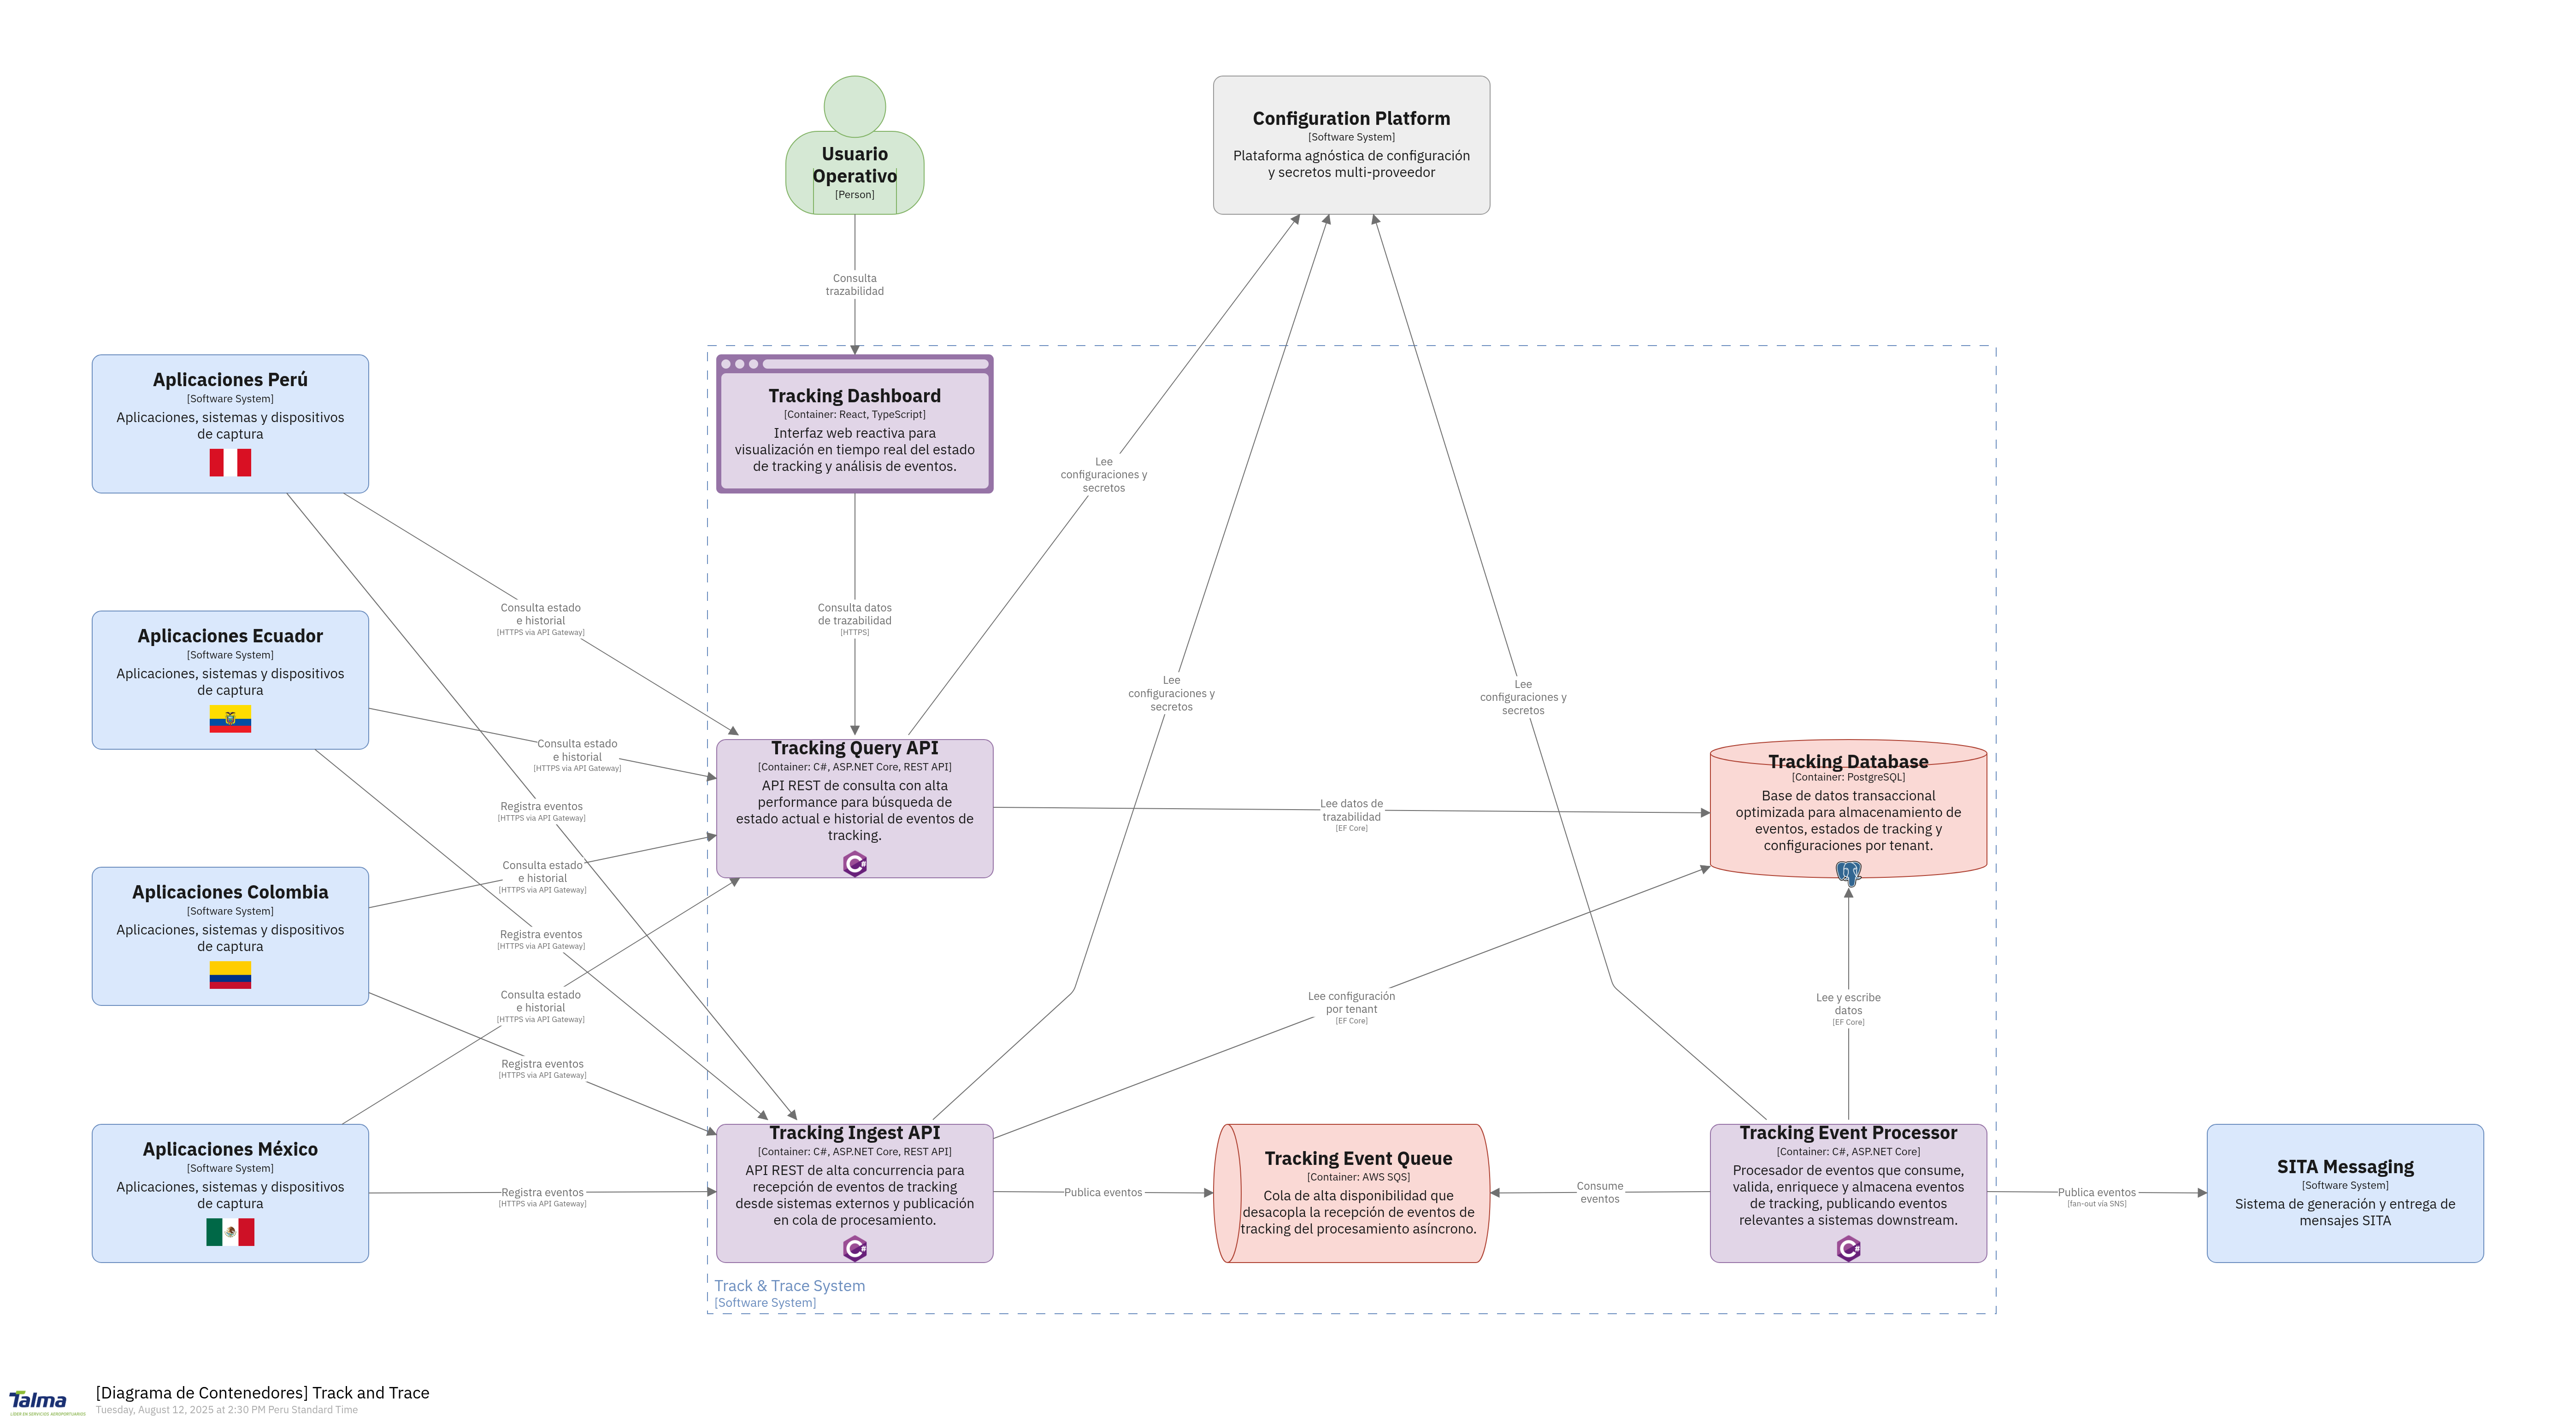 Usuario
Operativo
[Person]
Configuration Platform
[Software System]
Plataforma agnóstica de configuración
y secretos multi-proveedor
Consulta
trazabilidad
Aplicaciones Perú
[Software System]
Aplicaciones, sistemas y dispositivos
de captura
Tracking Dashboard
[Container: React, TypeScript]
Interfaz web reactiva para
visualización en tiempo real del estado
de tracking y análisis de eventos.
Lee
configuraciones y
secretos
Consulta estado
e historial
[HTTPS via API Gateway]
Consulta datos
de trazabilidad
[HTTPS]
Aplicaciones Ecuador
[Software System]
Aplicaciones, sistemas y dispositivos
de captura
Lee
configuraciones y
secretos
Lee
configuraciones y
secretos
Consulta estado
e historial
[HTTPS via API Gateway]
Tracking Query API
[Container: C#, ASP.NET Core, REST API]
API REST de consulta con alta
performance para búsqueda de
estado actual e historial de eventos de
tracking.
Tracking Database
[Container: PostgreSQL]
Base de datos transaccional
optimizada para almacenamiento de
eventos, estados de tracking y
configuraciones por tenant.
Registra eventos
[HTTPS via API Gateway]
Lee datos de
trazabilidad
[EF Core]
Consulta estado
e historial
[HTTPS via API Gateway]
Aplicaciones Colombia
[Software System]
Aplicaciones, sistemas y dispositivos
de captura
Registra eventos
[HTTPS via API Gateway]
Consulta estado
e historial
[HTTPS via API Gateway]
Lee configuración
por tenant
[EF Core]
Lee y escribe
datos
[EF Core]
Registra eventos
[HTTPS via API Gateway]
Aplicaciones México
[Software System]
Aplicaciones, sistemas y dispositivos
de captura
Registra eventos
[HTTPS via API Gateway]
Tracking Ingest API
[Container: C#, ASP.NET Core, REST API]
API REST de alta concurrencia para
recepción de eventos de tracking
desde sistemas externos y publicación
en cola de procesamiento.
Publica eventos
Tracking Event Queue
[Container: AWS SQS]
Cola de alta disponibilidad que
desacopla la recepción de eventos de
tracking del procesamiento asíncrono.
Consume
eventos
Tracking Event Processor
[Container: C#, ASP.NET Core]
Procesador de eventos que consume,
valida, enriquece y almacena eventos
de tracking, publicando eventos
relevantes a sistemas downstream.
Publica eventos
[fan-out via SNS]
SITA Messaging
[Software System]
Sistema de generación y entrega de
mensajes SITA
Track & Trace System
[Software System]
Talma
LÍDER EN SERVICIOS AEROPORTUARIOS
[Diagrama de Contenedores] Track and Trace
Tuesday, August 12, 2025 at 2:30 PM Peru Standard Time